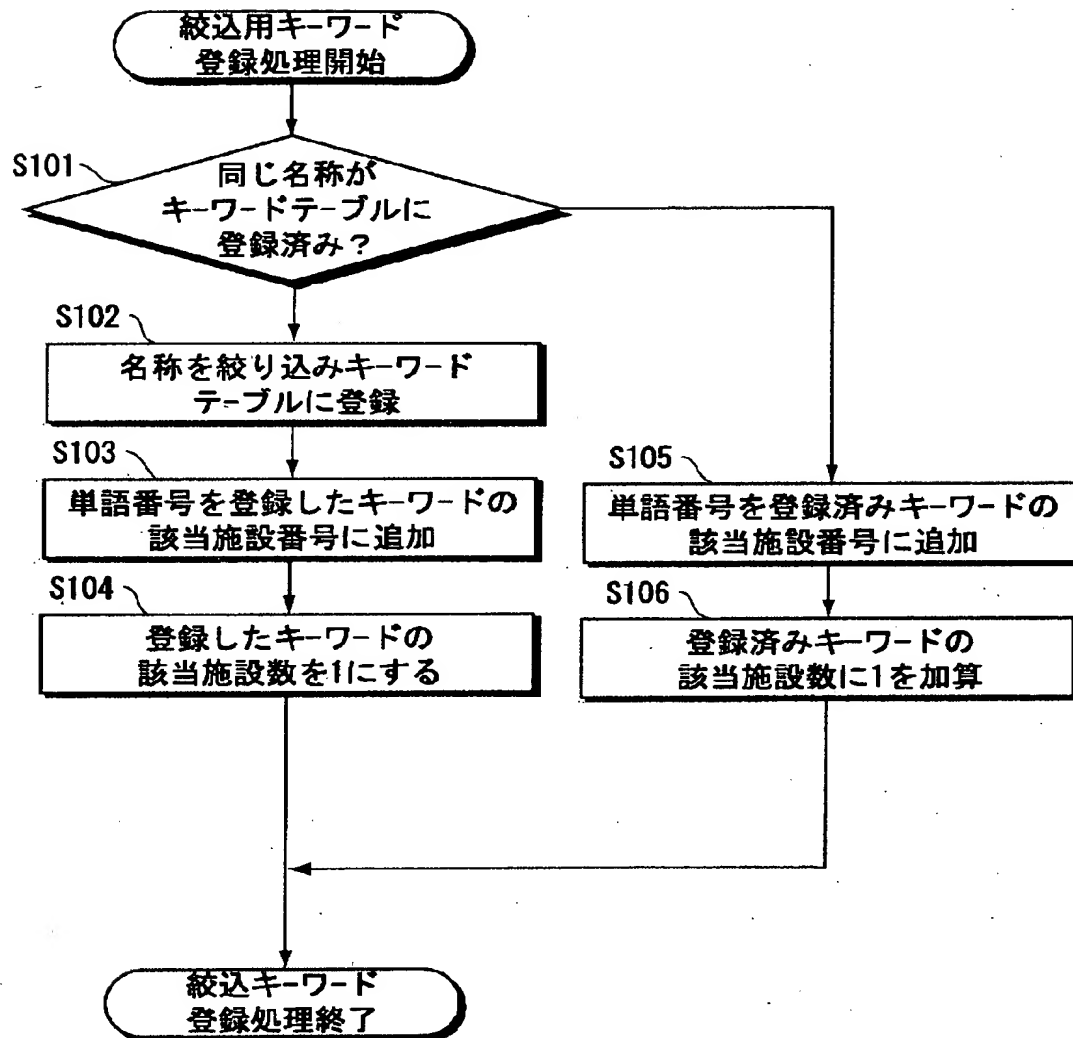 絞込用キーワード
登録処理開始
S101
同じ名称が
キーワードテーブルに
登録済み?
S102
名称を絞り込みキーワード
テーブルに登録
S103
単語番号を登録したキーワードの
該当施設番号に追加
S104
登録したキーワードの
該当施設数を1にする
S105
単語番号を登録済みキーワードの
該当施設番号に追加
S106
登録済みキーワードの
該当施設数に1を加算
絞込キーワード
登録処理終了